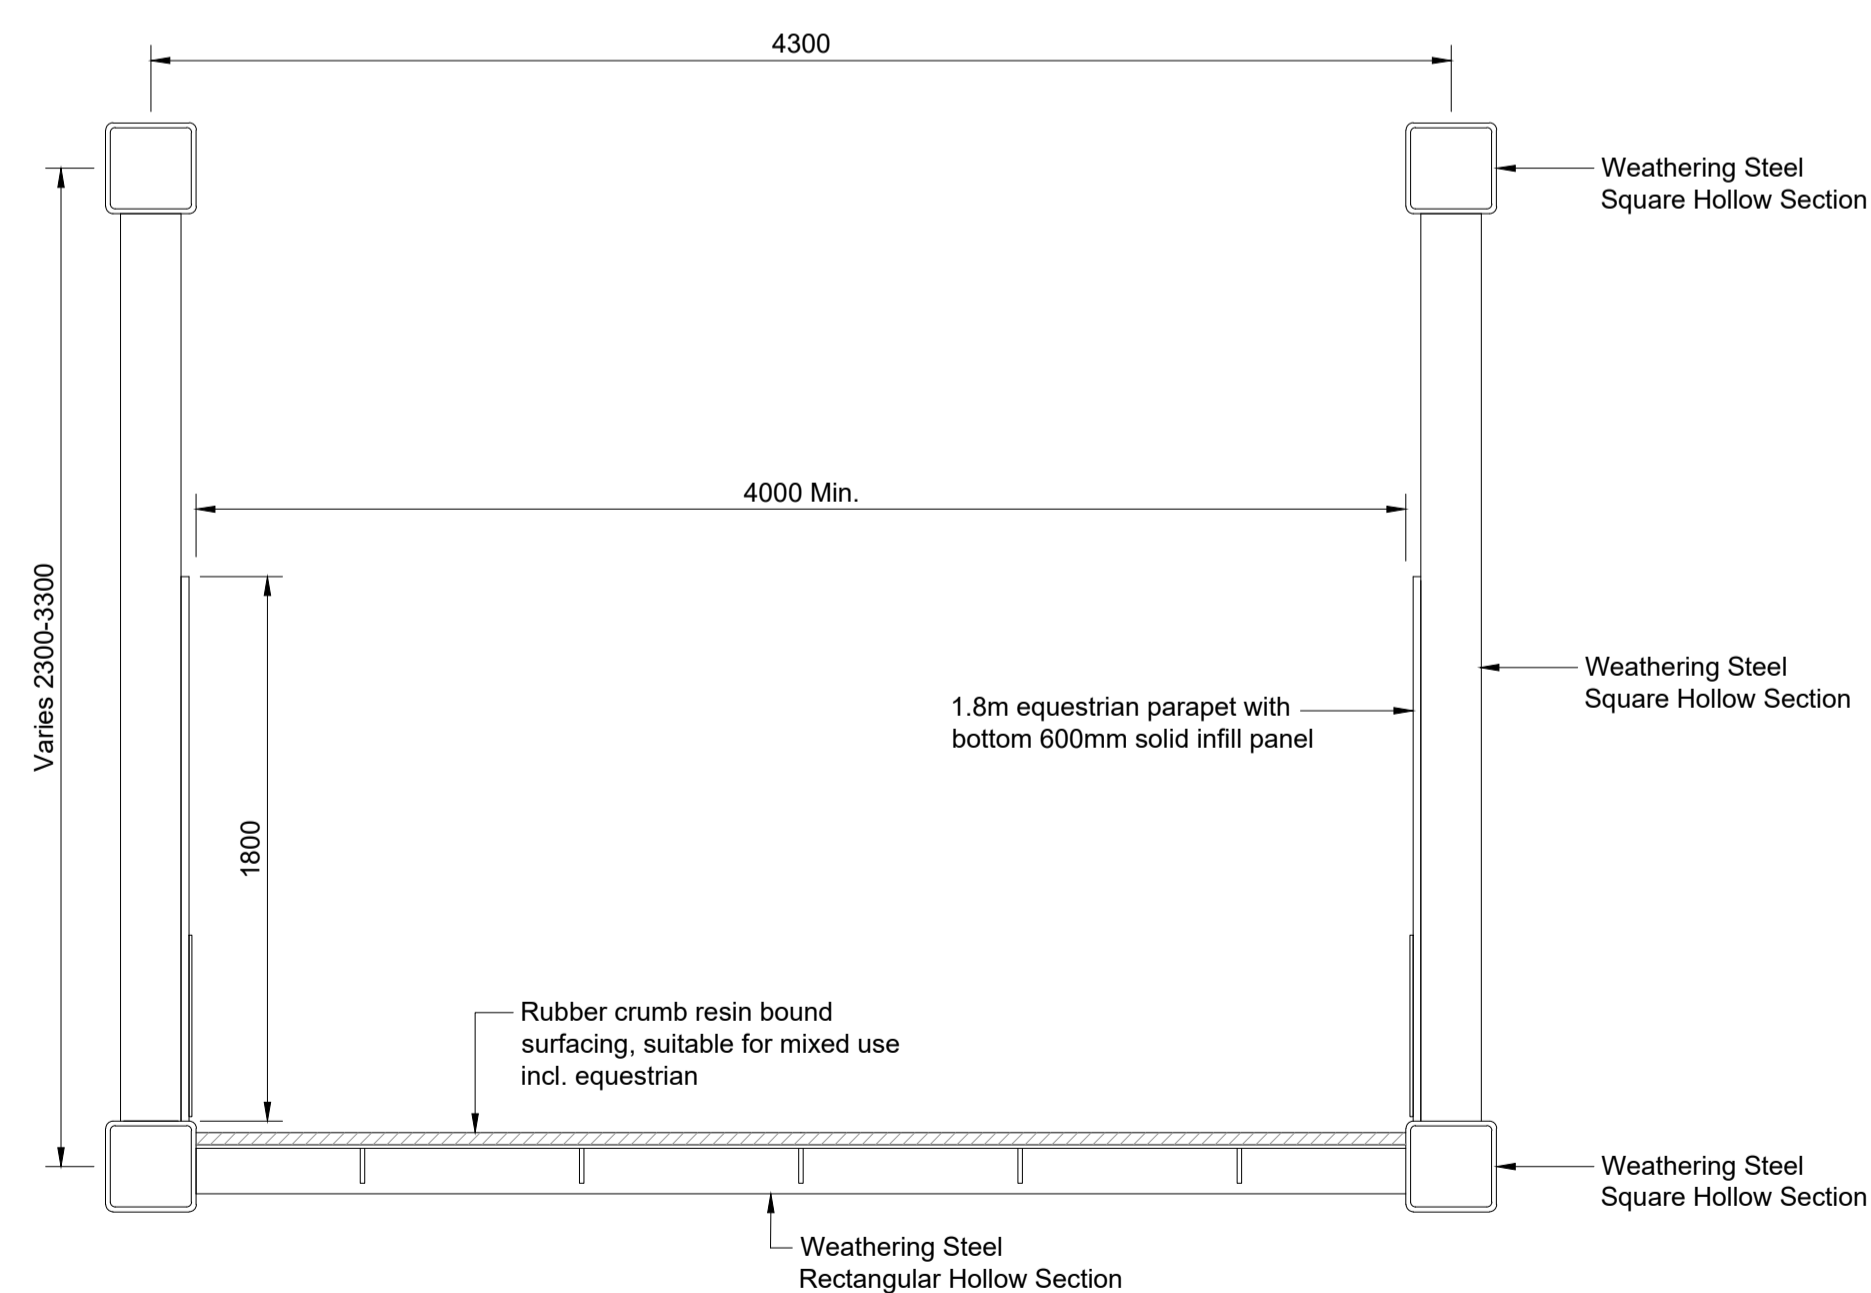 4300
Weathering Steel
Square Hollow Section
4000 Min.
Varies 2300-3300
1800
Weathering Steel
Square Hollow Section
1.8m equestrian parapet with
bottom 600mm solid infill panel
Rubber crumb resin bound
surfacing, suitable for mixed use
incl. equestrian
Weathering Steel
Square Hollow Section
Weathering Steel
Rectangular Hollow Section